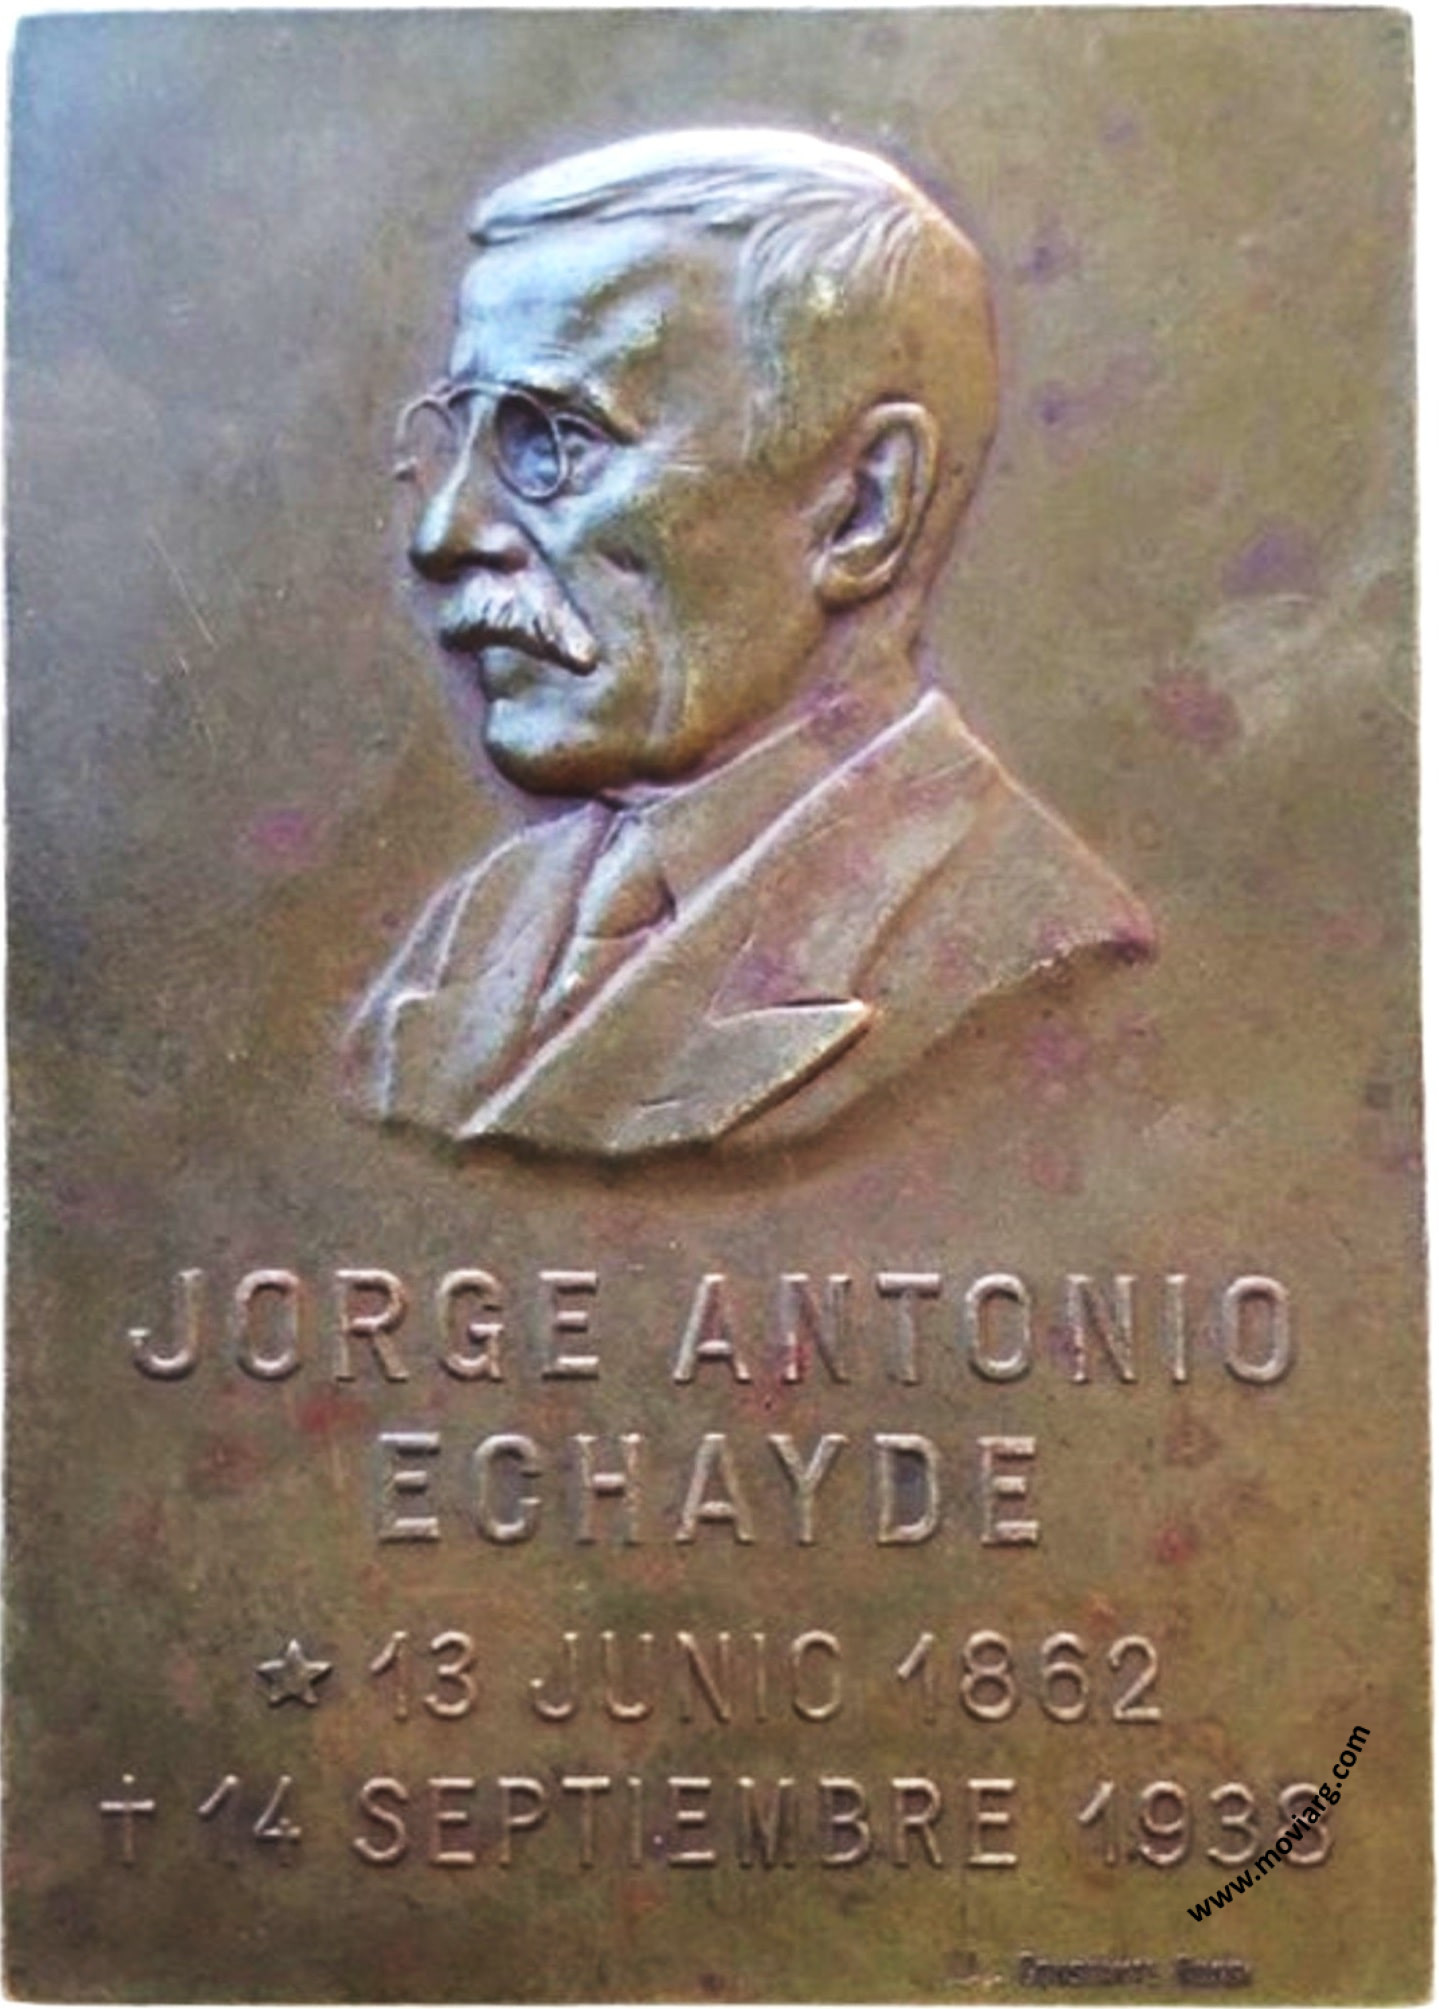 JORGE ANTONIO
ECHAYDE
☆ 13 JUNIO 1862
† 14 SEPTIEMBRE 1938
www.moviarg.com